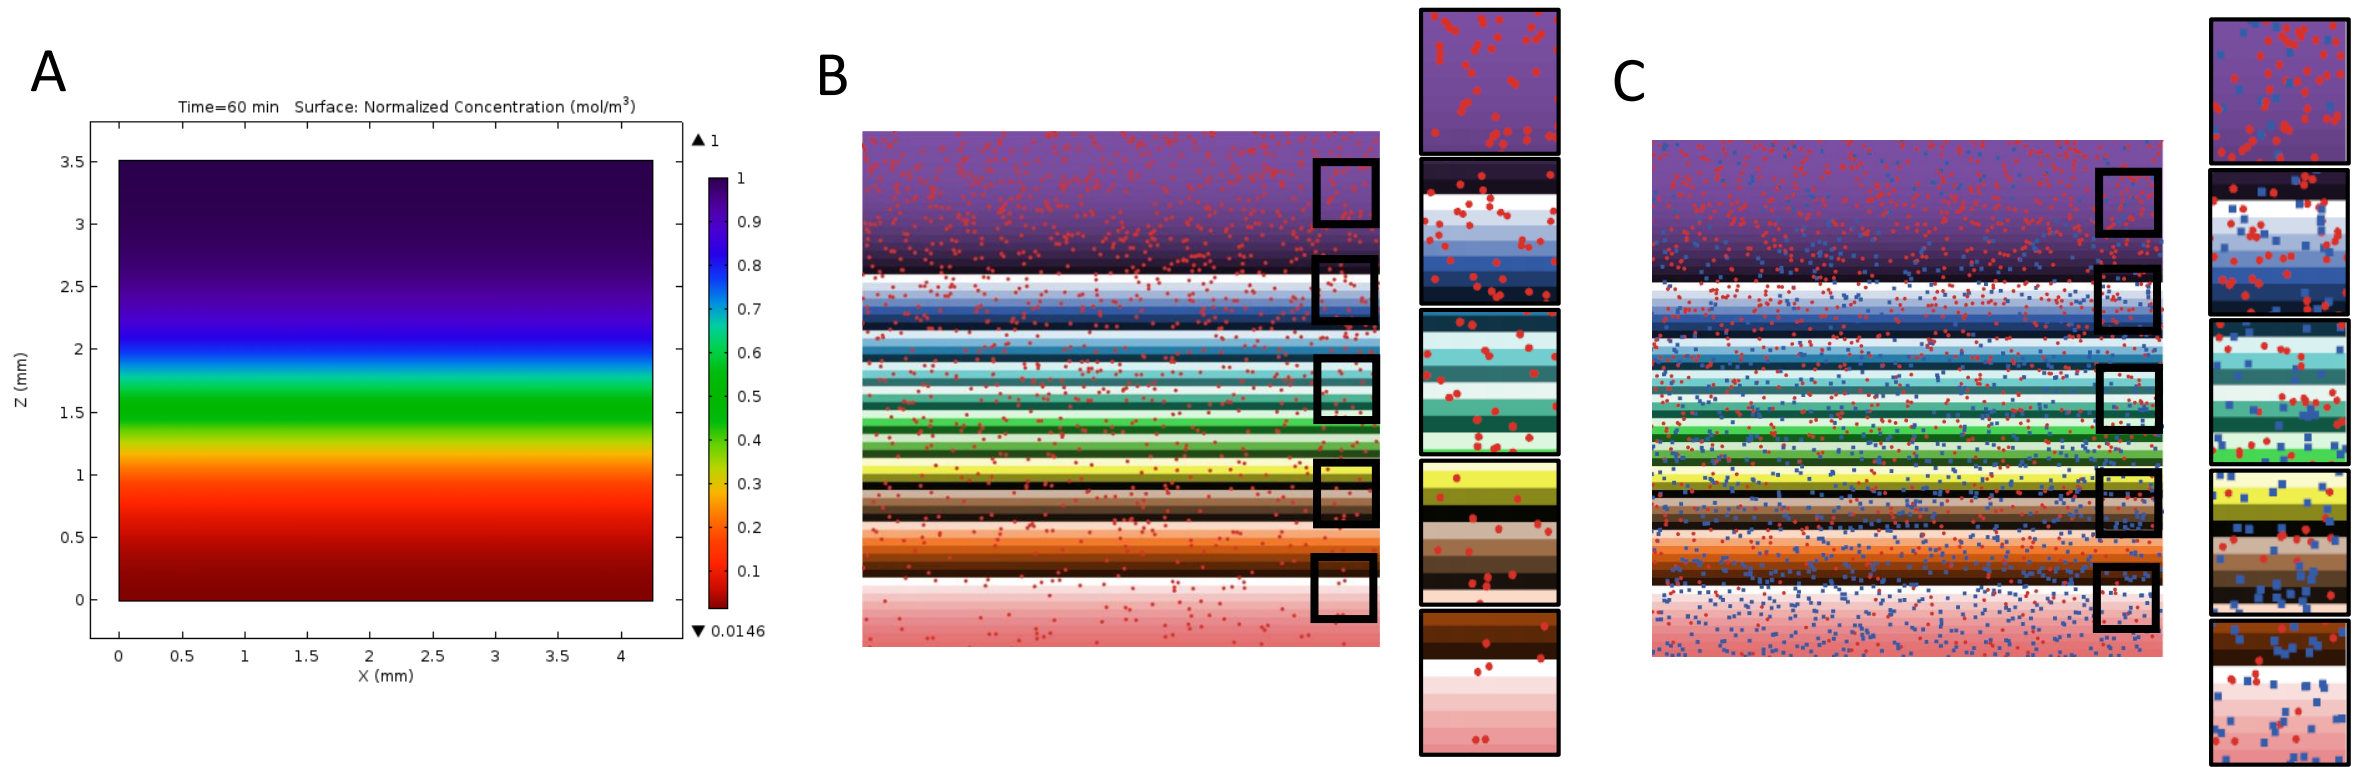 A
B
C
Time=60 min   Surface: Normalized Concentration (mol/m³)
▲ 1
3.5
3
2.5
2
1.5
1
0.5
0
Z (mm)
0 0.5 1 1.5 2 2.5 3 3.5 4
X (mm)
1
0.9
0.8
0.7
0.6
0.5
0.4
0.3
0.2
0.1
▼ 0.0146